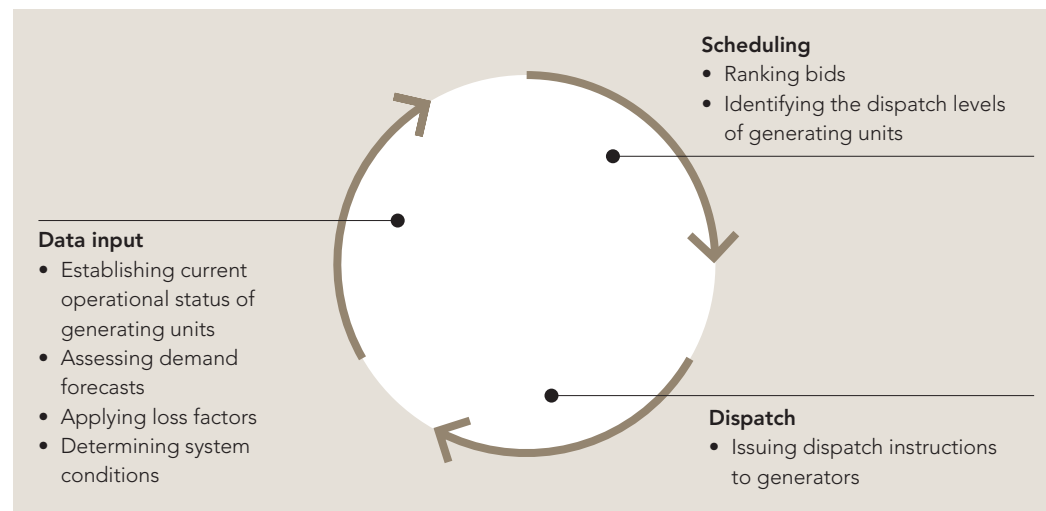 Scheduling
• Ranking bids
• Identifying the dispatch levels
of generating units
Data input
• Establishing current
operational status of
generating units
• Assessing demand
forecasts
• Applying loss factors
• Determining system
conditions
Dispatch
• Issuing dispatch instructions
to generators